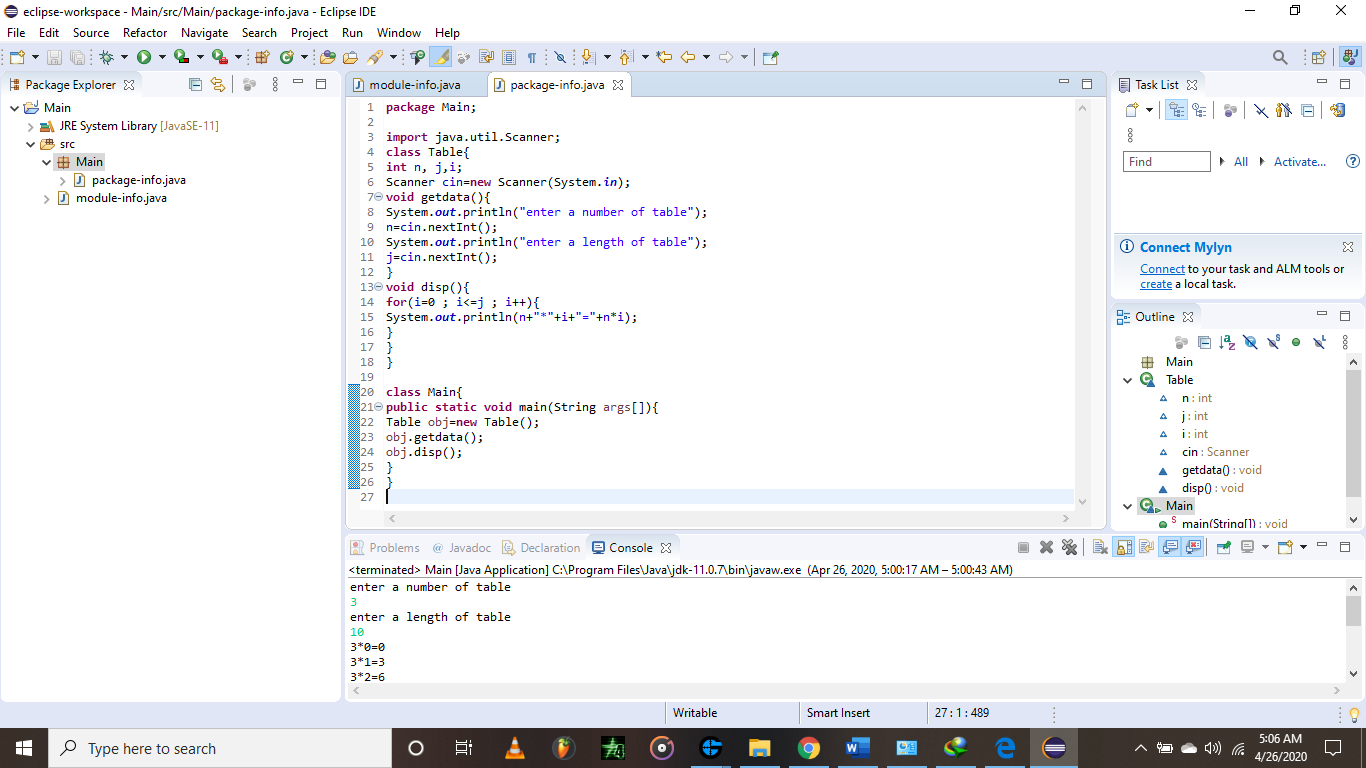 eclipse-workspace - Main/src/Main/package-info.java - Eclipse IDE
File Edit Source Refactor Navigate Search Project Run Window Help
Package Explorer
Main
JRE System Library [JavaSE-11]
src
Main
package-info.java
module-info.java
module-info.java package-info.java
1 package Main;
2
3 import java.util.Scanner;
4 class Table{
5 int n, j,i;
6 Scanner cin=new Scanner(System.in);
7 void getdata(){
8 System.out.println("enter a number of table");
9 n=cin.nextInt();
10 System.out.println("enter a length of table");
11 j=cin.nextInt();
12 }
13 void disp(){
14 for(i=0 ; i<=j ; i++){
15 System.out.println(n+"*"+i+"="+n*i);
16 }
17 }
18 }
19
20 class Main{
21 public static void main(String args[]){
22 Table obj=new Table();
23 obj.getdata();
24 obj.disp();
25 }
26 }
27
Task List
Find All Activate...
Connect Mylyn
Connect to your task and ALM tools or
create a local task.
Outline
Main
Table
n : int
j : int
i : int
cin : Scanner
getdata() : void
disp() : void
Main
main(String[]) : void
Problems @ Javadoc Declaration Console
<terminated> Main [Java Application] C:\Program Files\Java\jdk-11.0.7\bin\javaw.exe (Apr 26, 2020, 5:00:17 AM – 5:00:43 AM)
enter a number of table
3
enter a length of table
10
3*0=0
3*1=3
3*2=6
Writable Smart Insert 27 : 1 : 489
Type here to search
5:06 AM
4/26/2020